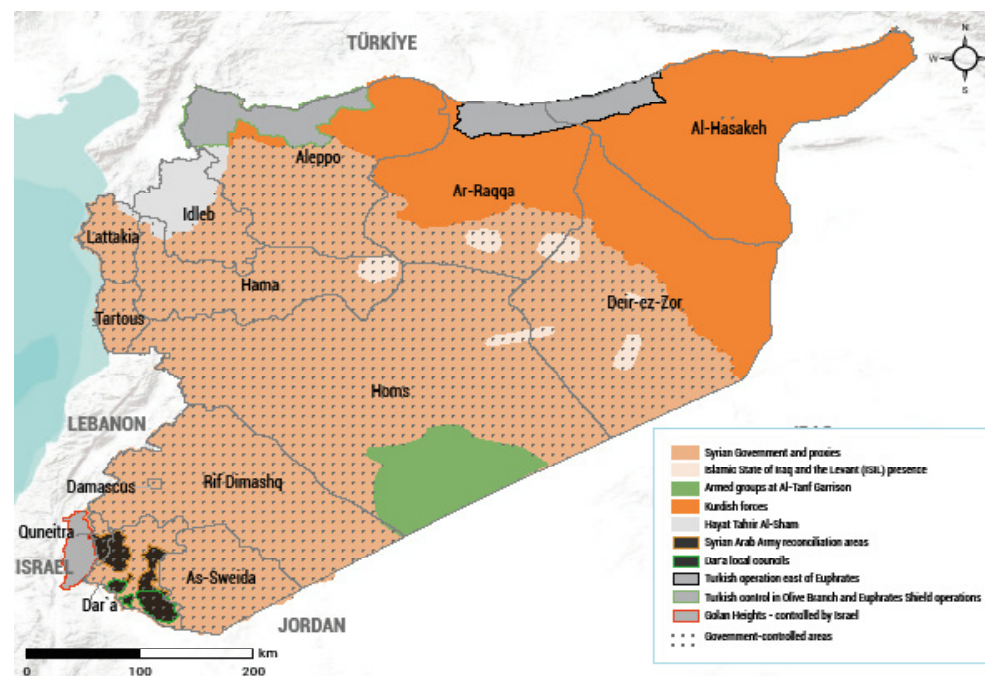 TÜRKİYE
N
W
S
Al-Hasakeh
Aleppo
Ar-Raqqa
Idleb
Lattakia
Hama
Deir-ez-Zor
Tartous
Homs
LEBANON
Damascus
Rif Dimashq
Quneitra
ISRAEL
As-Sweida
Dar`a
JORDAN
km
0 100 200
Syrian Government and proxies
Islamic State of Iraq and the Levant (ISIL) presence
Armed groups at Al-Tanf Garrison
Kurdish forces
Hayat Tahrir Al-Sham
Syrian Arab Army reconciliation areas
Dar'a local councils
Turkish operation east of Euphrates
Turkish control in Olive Branch and Euphrates Shield operations
Golan Heights - controlled by Israel
Government-controlled areas